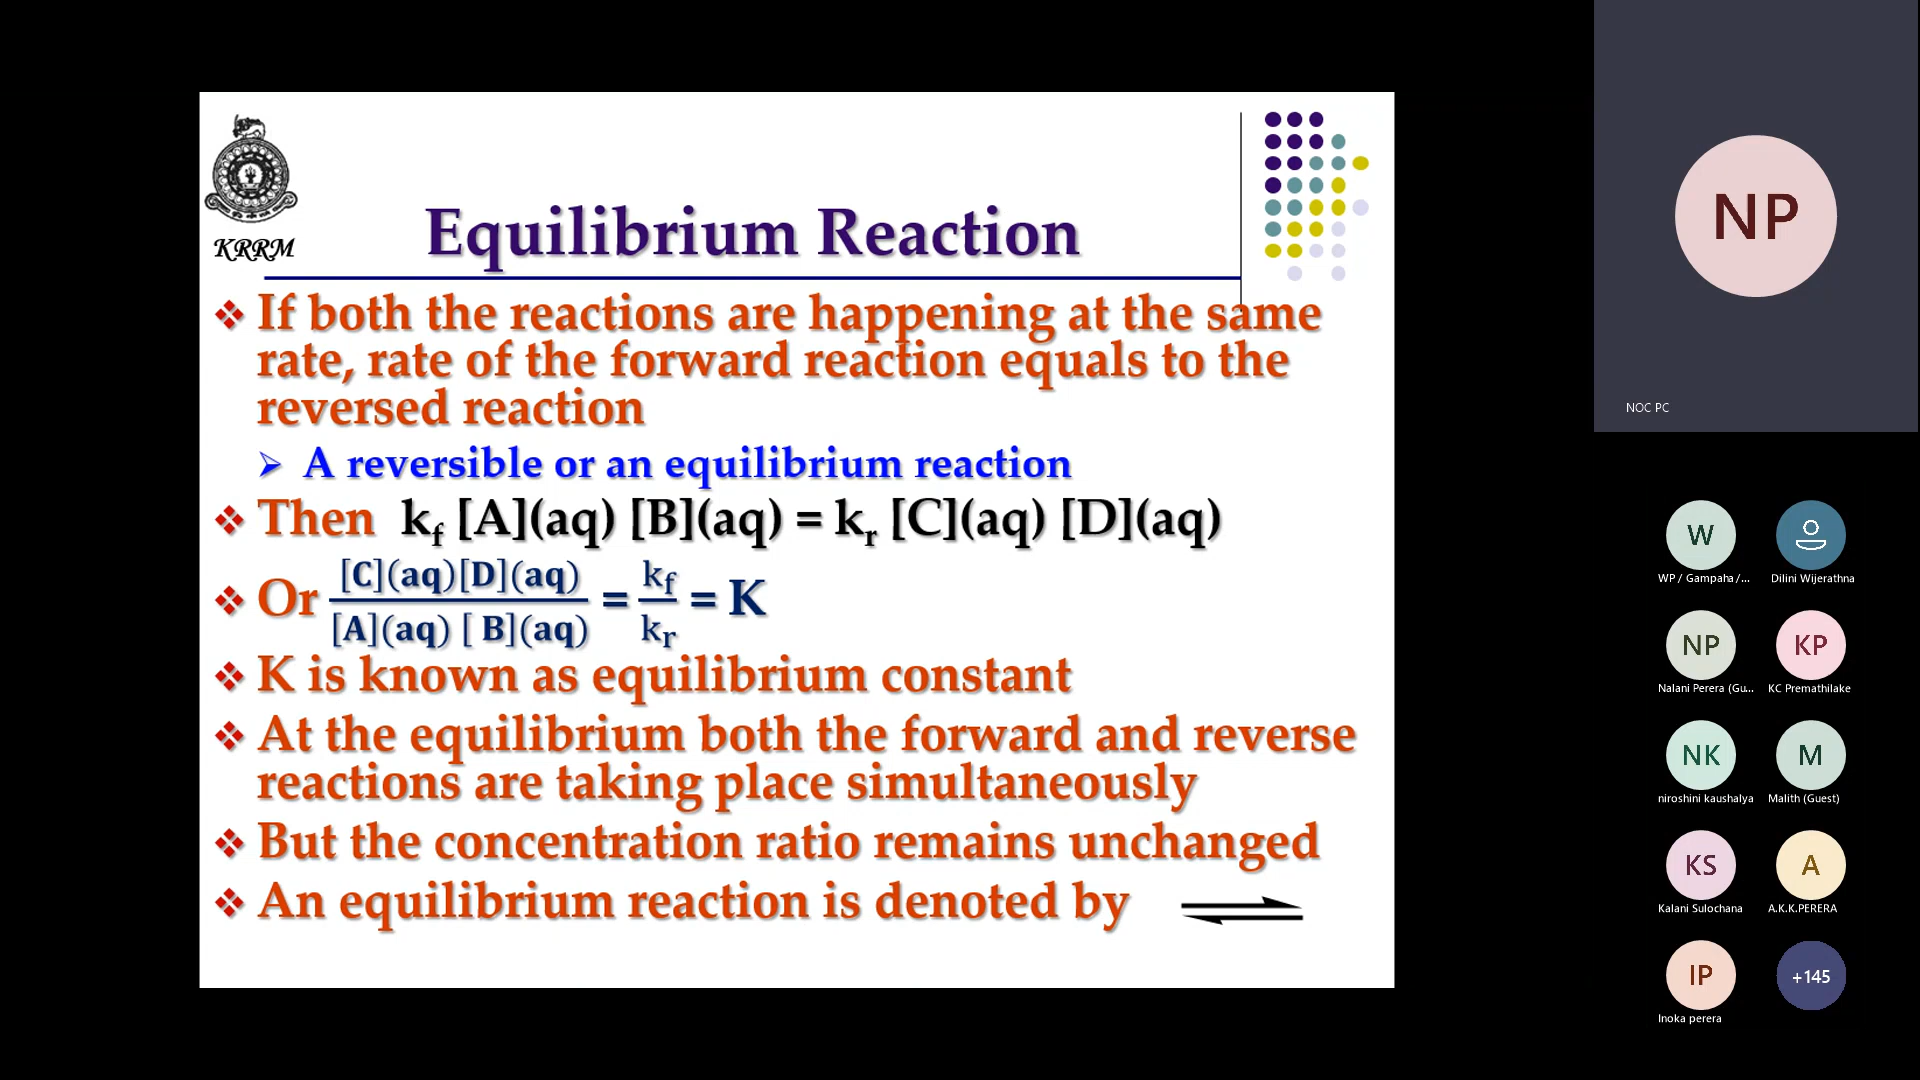 KRRM
Equilibrium Reaction
❖ If both the reactions are happening at the same
rate, rate of the forward reaction equals to the
reversed reaction
➢ A reversible or an equilibrium reaction
❖ Then k_f [A](aq) [B](aq) = k_r [C](aq) [D](aq)
❖ Or [C](aq)[D](aq) / [A](aq) [ B](aq) = k_f / k_r = K
❖ K is known as equilibrium constant
❖ At the equilibrium both the forward and reverse
reactions are taking place simultaneously
❖ But the concentration ratio remains unchanged
❖ An equilibrium reaction is denoted by ⇌
NP
NOC PC
W
WP / Gampaha /...
Dilini Wijerathna
NP
Nalani Perera (Gu...
KP
KC Premathilake
NK
niroshini kaushalya
M
Malith (Guest)
KS
Kalani Sulochana
A
A.K.K.PERERA
IP
Inoka perera
+145